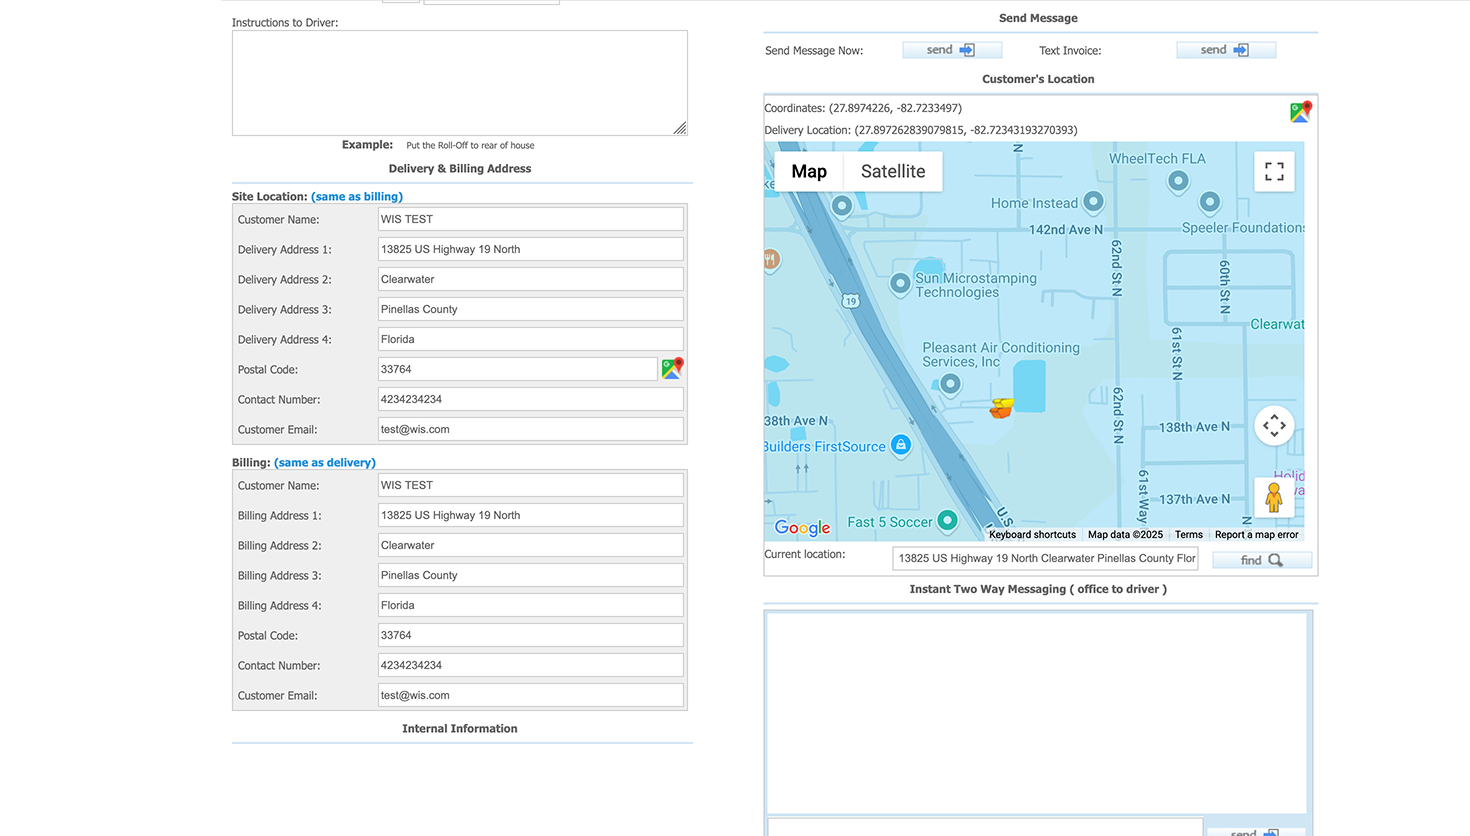 Instructions to Driver:
Example: Put the Roll-Off to rear of house
Delivery & Billing Address
Site Location: (same as billing)
Customer Name: WIS TEST
Delivery Address 1: 13825 US Highway 19 North
Delivery Address 2: Clearwater
Delivery Address 3: Pinellas County
Delivery Address 4: Florida
Postal Code: 33764
Contact Number: 4234234234
Customer Email: test@wis.com
Billing: (same as delivery)
Customer Name: WIS TEST
Billing Address 1: 13825 US Highway 19 North
Billing Address 2: Clearwater
Billing Address 3: Pinellas County
Billing Address 4: Florida
Postal Code: 33764
Contact Number: 4234234234
Customer Email: test@wis.com
Internal Information
Send Message
Send Message Now: send Text Invoice: send
Customer's Location
Coordinates: (27.8974226, -82.7233497)
Delivery Location: (27.897262839079815, -82.72343193270393)
Map Satellite
WheelTech FLA
Home Instead
142nd Ave N
Speeler Foundations
62nd St N
60th St N
Sun Microstamping
Technologies
19
Clearwat
61st St N
Pleasant Air Conditioning
Services, Inc
62nd St N
38th Ave N
138th Ave N
Builders FirstSource
61st Way
137th Ave N
Holid
wa
N
N
U.S
Fast 5 Soccer
Google
Keyboard shortcuts Map data ©2025 Terms Report a map error
Current location: 13825 US Highway 19 North Clearwater Pinellas County Flor find
Instant Two Way Messaging ( office to driver )
send